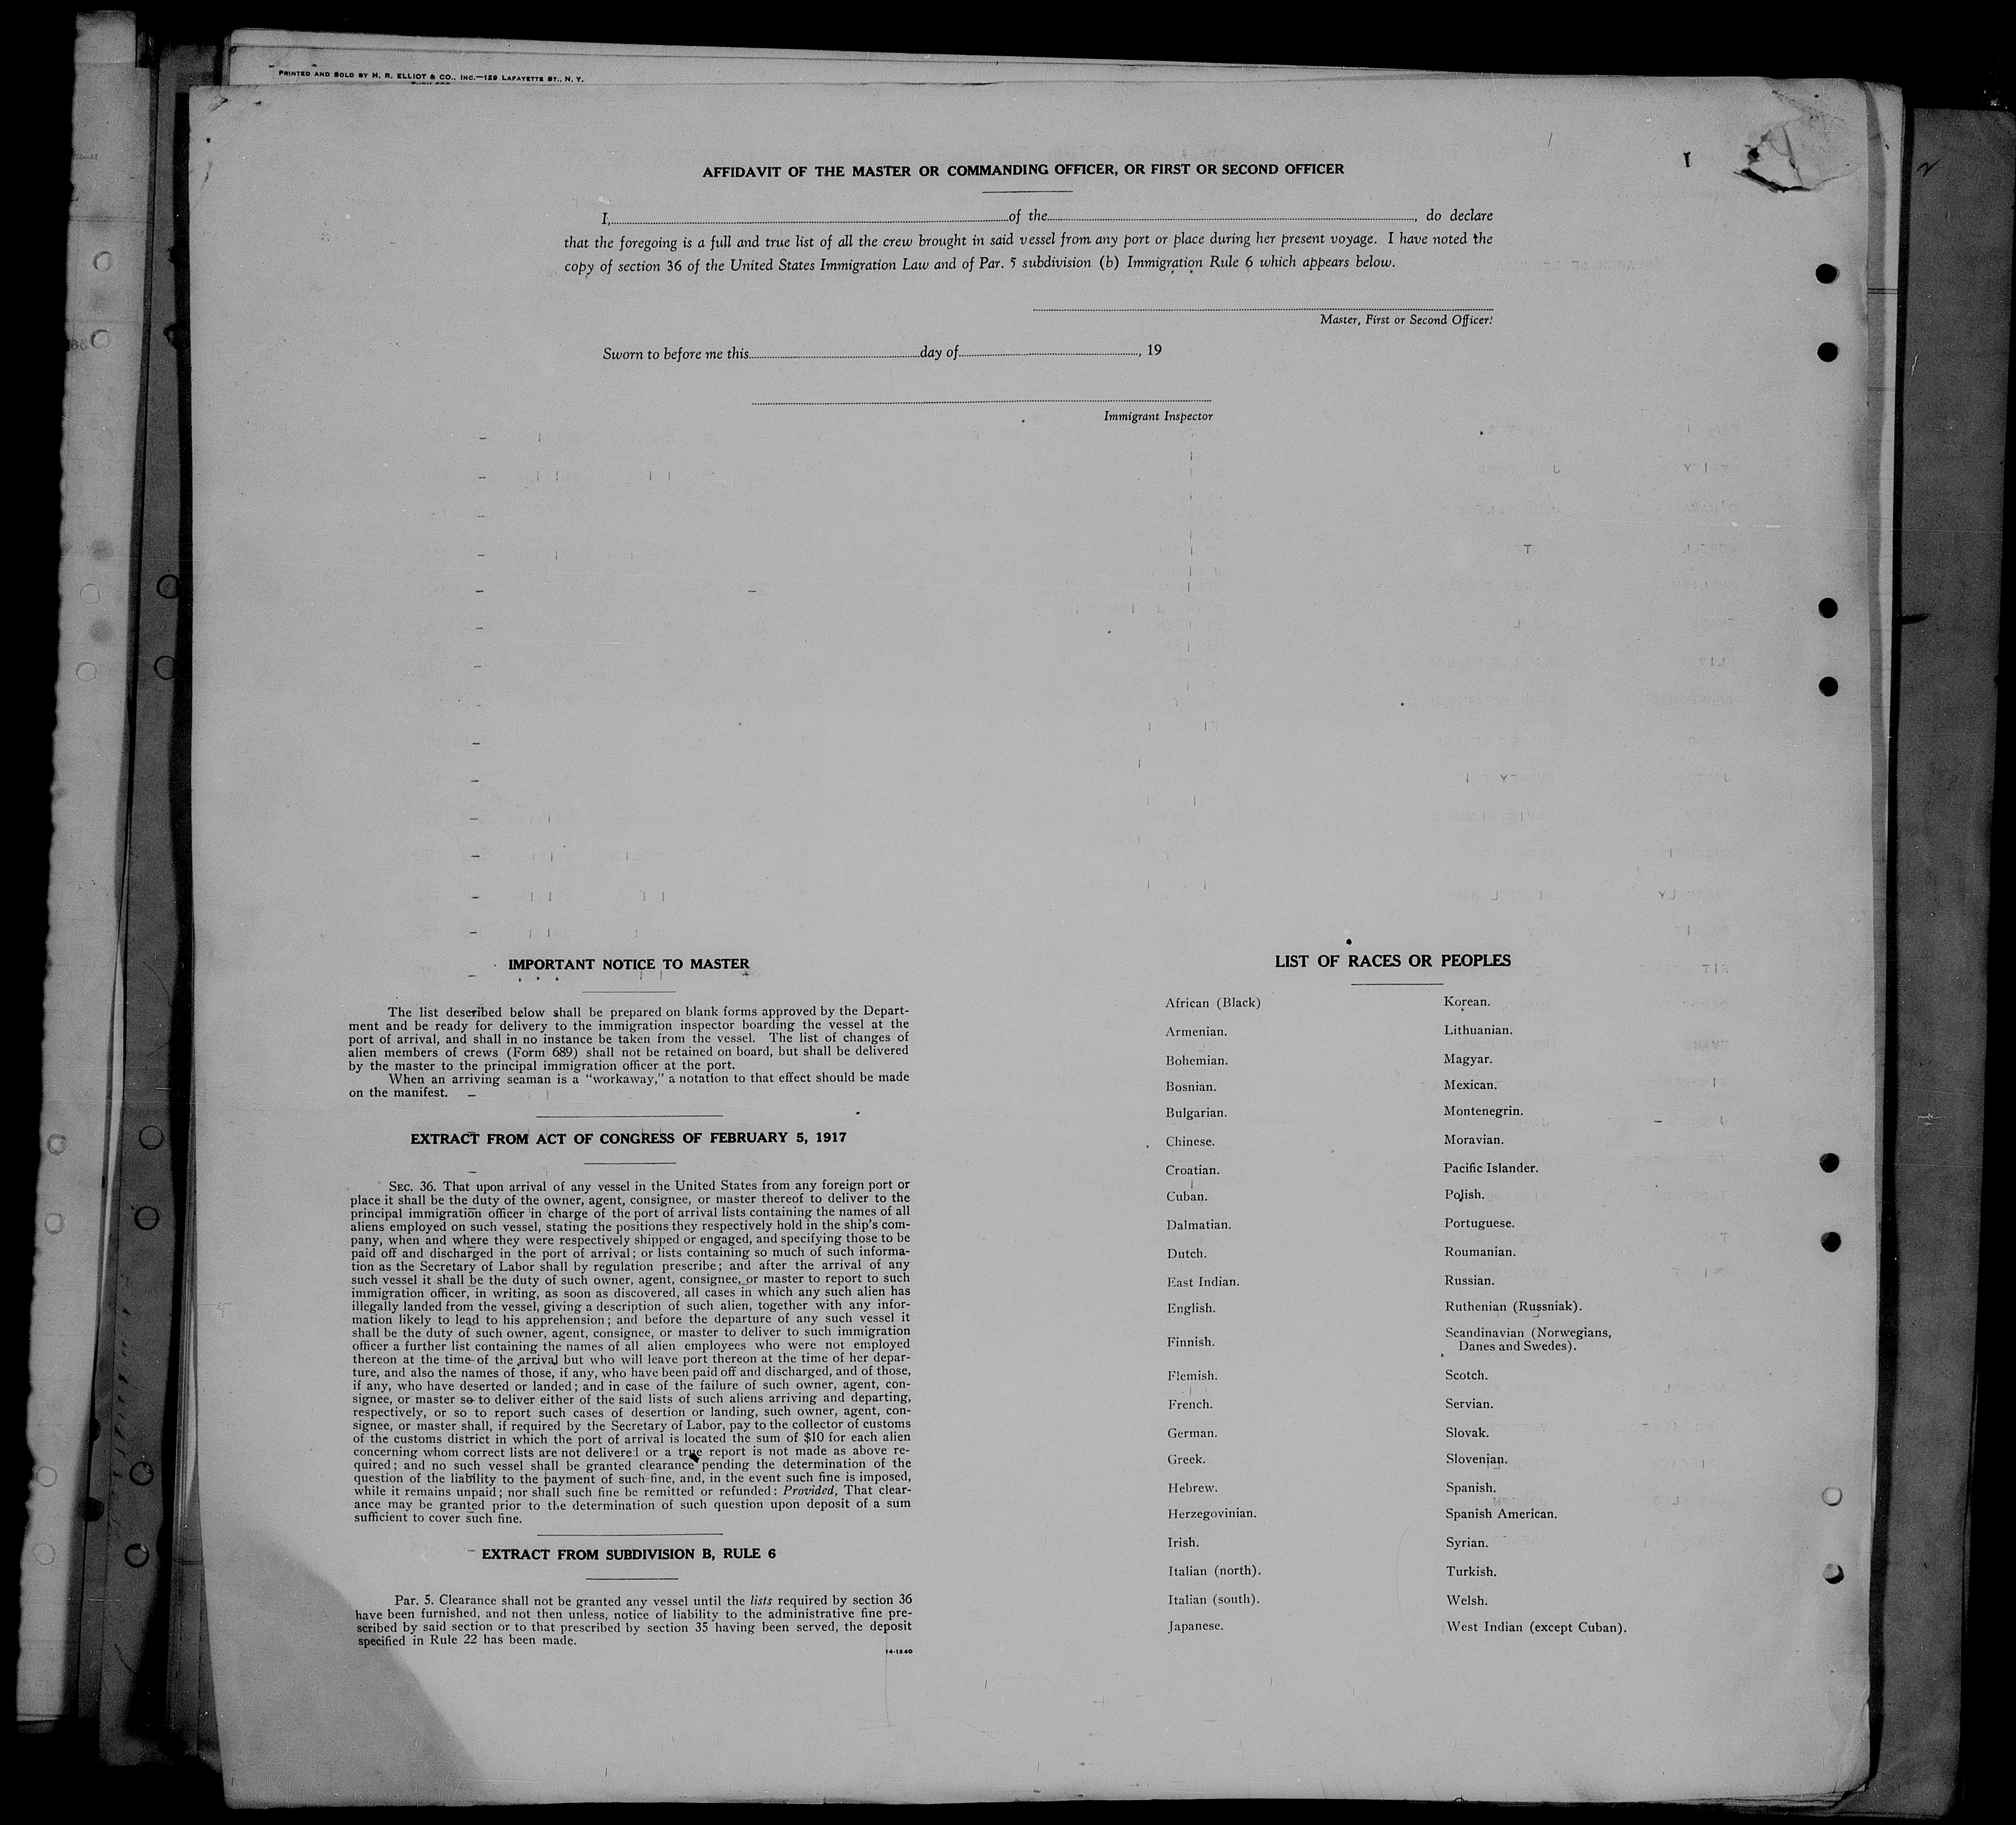 PRINTED AND SOLD BY H. R. ELLIOT & CO., INC.—129 LAFAYETTE ST., N. Y.
AFFIDAVIT OF THE MASTER OR COMMANDING OFFICER, OR FIRST OR SECOND OFFICER
I, of the , do declare
that the foregoing is a full and true list of all the crew brought in said vessel from any port or place during her present voyage. I have noted the
copy of section 36 of the United States Immigration Law and of Par. 5 subdivision (b) Immigration Rule 6 which appears below.
Master, First or Second Officer.
Sworn to before me this day of , 19
Immigrant Inspector
IMPORTANT NOTICE TO MASTER
The list described below shall be prepared on blank forms approved by the Depart-
ment and be ready for delivery to the immigration inspector boarding the vessel at the
port of arrival, and shall in no instance be taken from the vessel. The list of changes of
alien members of crews (Form 689) shall not be retained on board, but shall be delivered
by the master to the principal immigration officer at the port.
When an arriving seaman is a "workaway," a notation to that effect should be made
on the manifest.
EXTRACT FROM ACT OF CONGRESS OF FEBRUARY 5, 1917
SEC. 36. That upon arrival of any vessel in the United States from any foreign port or
place it shall be the duty of the owner, agent, consignee, or master thereof to deliver to the
principal immigration officer in charge of the port of arrival lists containing the names of all
aliens employed on such vessel, stating the positions they respectively hold in the ship's com-
pany, when and where they were respectively shipped or engaged, and specifying those to be
paid off and discharged in the port of arrival; or lists containing so much of such informa-
tion as the Secretary of Labor shall by regulation prescribe; and after the arrival of any
such vessel it shall be the duty of such owner, agent, consignee, or master to report to such
immigration officer, in writing, as soon as discovered, all cases in which any such alien has
illegally landed from the vessel, giving a description of such alien, together with any infor-
mation likely to lead to his apprehension; and before the departure of any such vessel it
shall be the duty of such owner, agent, consignee, or master to deliver to such immigration
officer a further list containing the names of all alien employees who were not employed
thereon at the time of the arrival but who will leave port thereon at the time of her depar-
ture, and also the names of those, if any, who have been paid off and discharged, and of those,
if any, who have deserted or landed; and in case of the failure of such owner, agent, con-
signee, or master so to deliver either of the said lists of such aliens arriving and departing,
respectively, or so to report such cases of desertion or landing, such owner, agent, con-
signee, or master shall, if required by the Secretary of Labor, pay to the collector of customs
of the customs district in which the port of arrival is located the sum of $10 for each alien
concerning whom correct lists are not delivered or a true report is not made as above re-
quired; and no such vessel shall be granted clearance pending the determination of the
question of the liability to the payment of such fine, and, in the event such fine is imposed,
while it remains unpaid; nor shall such fine be remitted or refunded: Provided, That clear-
ance may be granted prior to the determination of such question upon deposit of a sum
sufficient to cover such fine.
EXTRACT FROM SUBDIVISION B, RULE 6
Par. 5. Clearance shall not be granted any vessel until the lists required by section 36
have been furnished, and not then unless, notice of liability to the administrative fine pre-
scribed by said section or to that prescribed by section 35 having been served, the deposit
specified in Rule 22 has been made.
14-1240
LIST OF RACES OR PEOPLES
African (Black)
Armenian.
Bohemian.
Bosnian.
Bulgarian.
Chinese.
Croatian.
Cuban.
Dalmatian.
Dutch.
East Indian.
English.
Finnish.
Flemish.
French.
German.
Greek.
Hebrew.
Herzegovinian.
Irish.
Italian (north).
Italian (south).
Japanese.
Korean.
Lithuanian.
Magyar.
Mexican.
Montenegrin.
Moravian.
Pacific Islander.
Polish.
Portuguese.
Roumanian.
Russian.
Ruthenian (Russniak).
Scandinavian (Norwegians,
Danes and Swedes).
Scotch.
Servian.
Slovak.
Slovenian.
Spanish.
Spanish American.
Syrian.
Turkish.
Welsh.
West Indian (except Cuban).